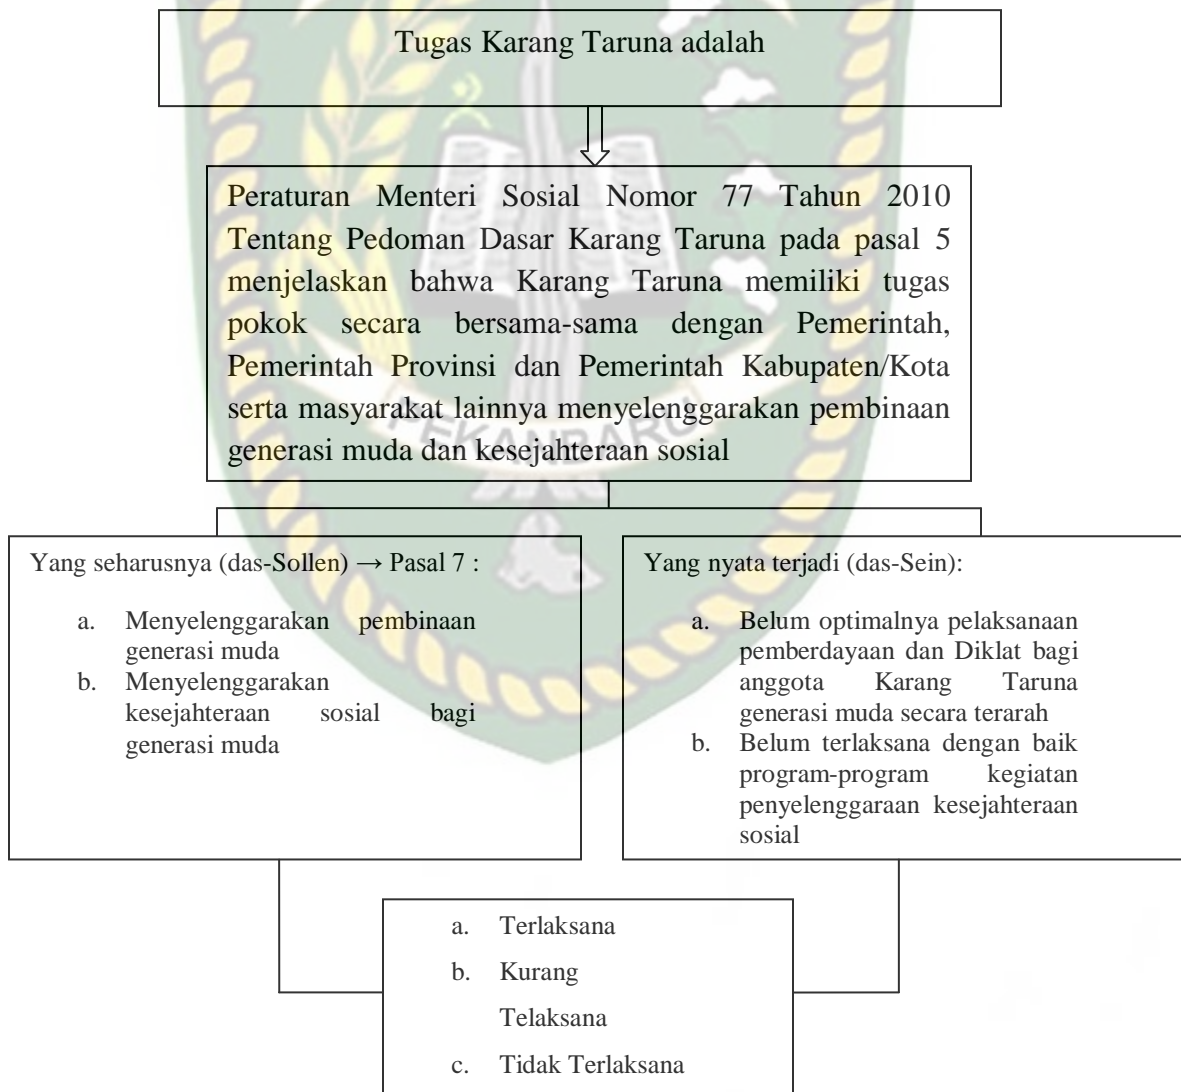 Tugas Karang Taruna adalah
Peraturan Menteri Sosial Nomor 77 Tahun 2010
Tentang Pedoman Dasar Karang Taruna pada pasal 5
menjelaskan bahwa Karang Taruna memiliki tugas
pokok secara bersama-sama dengan Pemerintah,
Pemerintah Provinsi dan Pemerintah Kabupaten/Kota
serta masyarakat lainnya menyelenggarakan pembinaan
generasi muda dan kesejahteraan sosial
PEKANBARU
Yang seharusnya (das-Sollen) → Pasal 7 :
a. Menyelenggarakan pembinaan
generasi muda
b. Menyelenggarakan
kesejahteraan sosial bagi
generasi muda
Yang nyata terjadi (das-Sein):
a. Belum optimalnya pelaksanaan
pemberdayaan dan Diklat bagi
anggota Karang Taruna
generasi muda secara terarah
b. Belum terlaksana dengan baik
program-program kegiatan
penyelenggaraan kesejahteraan
sosial
a. Terlaksana
b. Kurang
Telaksana
c. Tidak Terlaksana